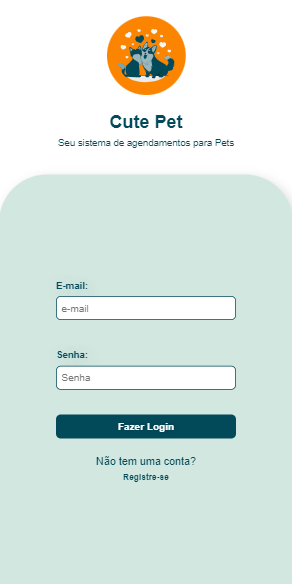 Cute Pet
Seu sistema de agendamentos para Pets
E-mail:
e-mail
Senha:
Senha
Fazer Login
Não tem uma conta?
Registre-se